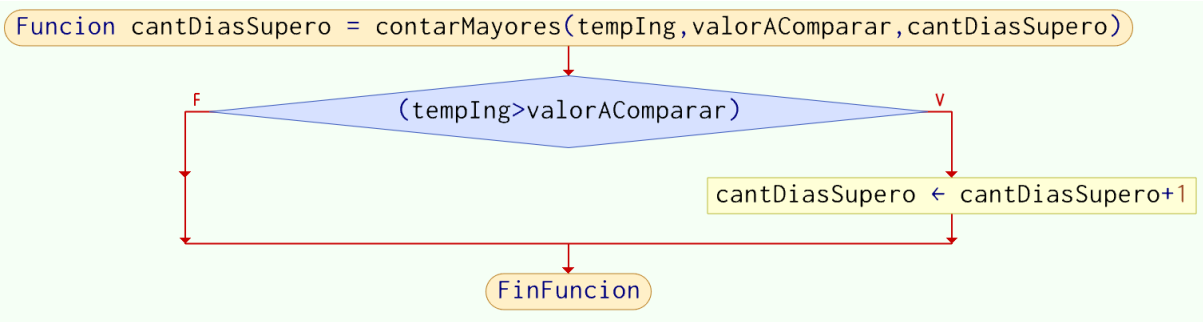 Funcion cantDiasSupero = contarMayores(tempIng,valorAComparar,cantDiasSupero)
F
(tempIng>valorAComparar)
V
cantDiasSupero ← cantDiasSupero+1
FinFuncion